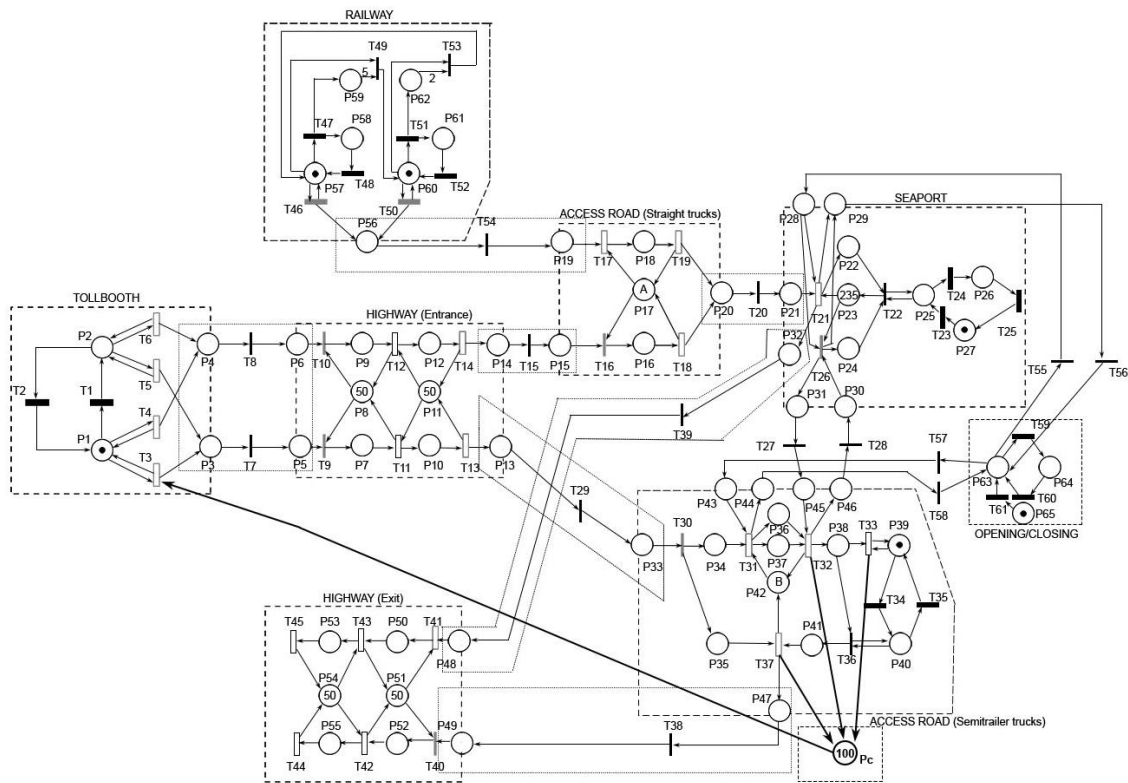 RAILWAY
T49
T53
5
P59
2
P62
T47
P58
T51
P61
P57
T48
P60
T52
T46
T50
P56
T54
ACCESS ROAD (Straight trucks)
P19
T17
P18
T19
A
P17
P20
T20
P21
P14
T15
P15
T16
P16
T18
P28
P29
SEAPORT
P22
235
P23
T21
T22
P25
T24
P26
T23
P27
T25
P32
P24
T26
P31
P30
T27
T28
T39
T55
T56
TOLLBOOTH
P2
T6
T5
T2
T1
T4
P1
T3
P4
T8
P6
P3
T7
P5
HIGHWAY (Entrance)
T10
P9
T12
P12
T14
50
P8
50
P11
T9
P7
T11
P10
T13
P13
T29
T57
T58
T59
P63
P64
T60
T61
P65
OPENING/CLOSING
P43
P44
P45
P46
P33
T30
P34
T31
P36
P37
T32
P38
T33
P39
B
P42
T34
T35
P35
T37
P41
T36
P40
P47
ACCESS ROAD (Semitrailer trucks)
100
Pc
HIGHWAY (Exit)
T45
P53
T43
P50
T41
P48
P54
50
P51
50
P55
P52
P49
T44
T42
T40
T38